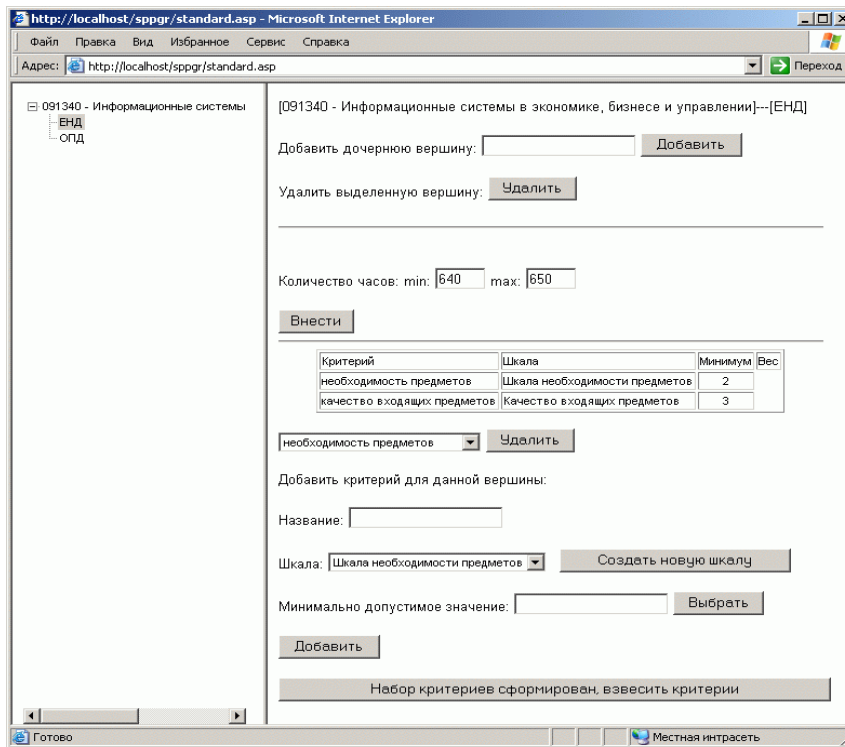 http://localhost/sppgr/standard.asp - Microsoft Internet Explorer
Файл Правка Вид Избранное Сервис Справка
Адрес: http://localhost/sppgr/standard.asp Переход
091340 - Информационные системы
ЕНД
ОПД
[091340 - Информационные системы в экономике, бизнесе и управлении]---[ЕНД]
Добавить дочернюю вершину: Добавить
Удалить выделенную вершину: Удалить
Количество часов: min: 640 max: 650
Внести
Критерий Шкала Минимум Вес
необходимость предметов Шкала необходимости предметов 2
качество входящих предметов Качество входящих предметов 3
необходимость предметов Удалить
Добавить критерий для данной вершины:
Название:
Шкала: Шкала необходимости предметов Создать новую шкалу
Минимально допустимое значение: Выбрать
Добавить
Набор критериев сформирован, взвесить критерии
Готово Местная интрасеть